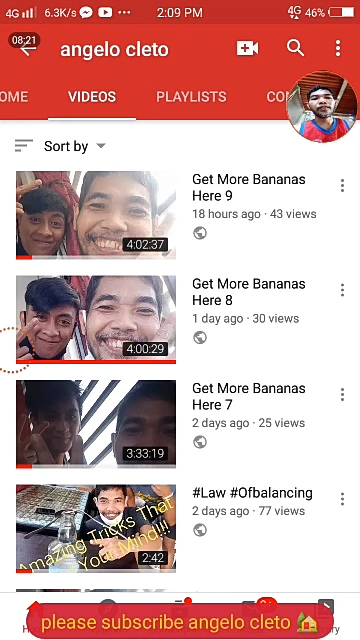 4G 6.3K/s ... 2:09 PM 4G 46%
08:21
angelo cleto
OME VIDEOS PLAYLISTS CO
Sort by
Get More Bananas
Here 9
18 hours ago · 43 views
4:02:37
Get More Bananas
Here 8
1 day ago · 30 views
4:00:29
Get More Bananas
Here 7
2 days ago · 25 views
3:33:19
#Law #Ofbalancing
2 days ago · 77 views
Amazing Tricks That
Your Mind!!!
2:42
please subscribe angelo cleto